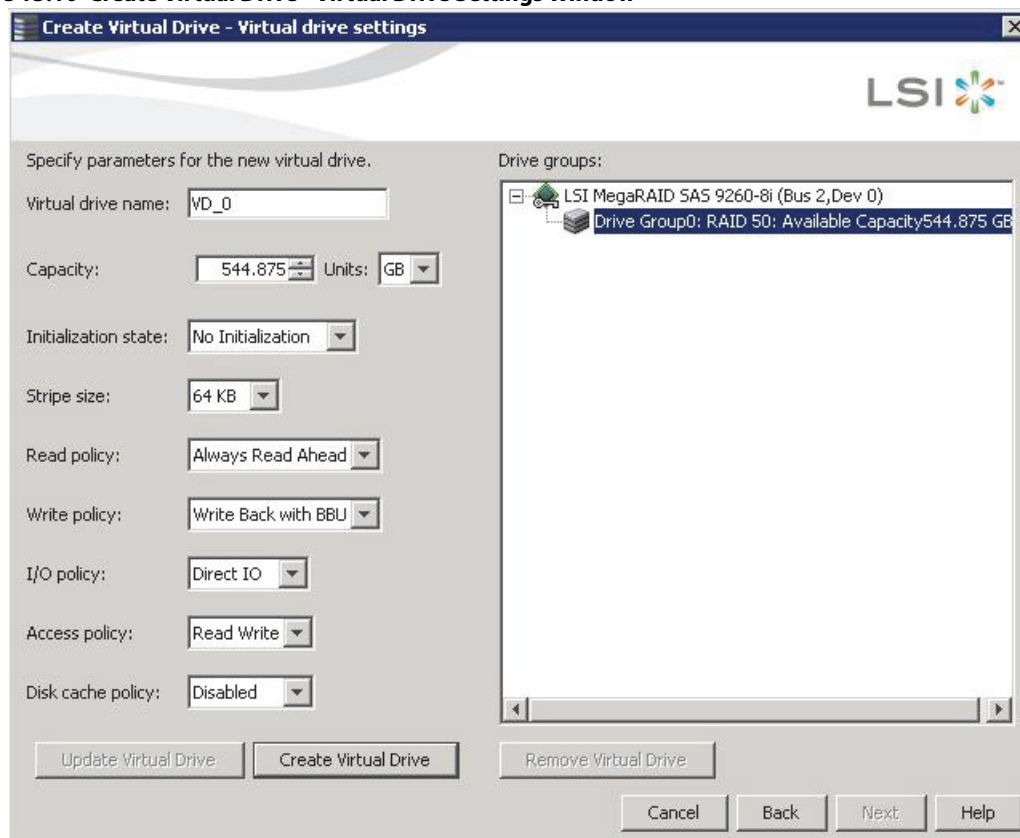 Create Virtual Drive - Virtual drive settings
LSI
Specify parameters for the new virtual drive.
Virtual drive name: VD_0
Capacity: 544.875 Units: GB
Initialization state: No Initialization
Stripe size: 64 KB
Read policy: Always Read Ahead
Write policy: Write Back with BBU
I/O policy: Direct IO
Access policy: Read Write
Disk cache policy: Disabled
Update Virtual Drive Create Virtual Drive
Drive groups:
LSI MegaRAID SAS 9260-8i (Bus 2,Dev 0)
Drive Group0: RAID 50: Available Capacity544.875 GB
Remove Virtual Drive
Cancel Back Next Help